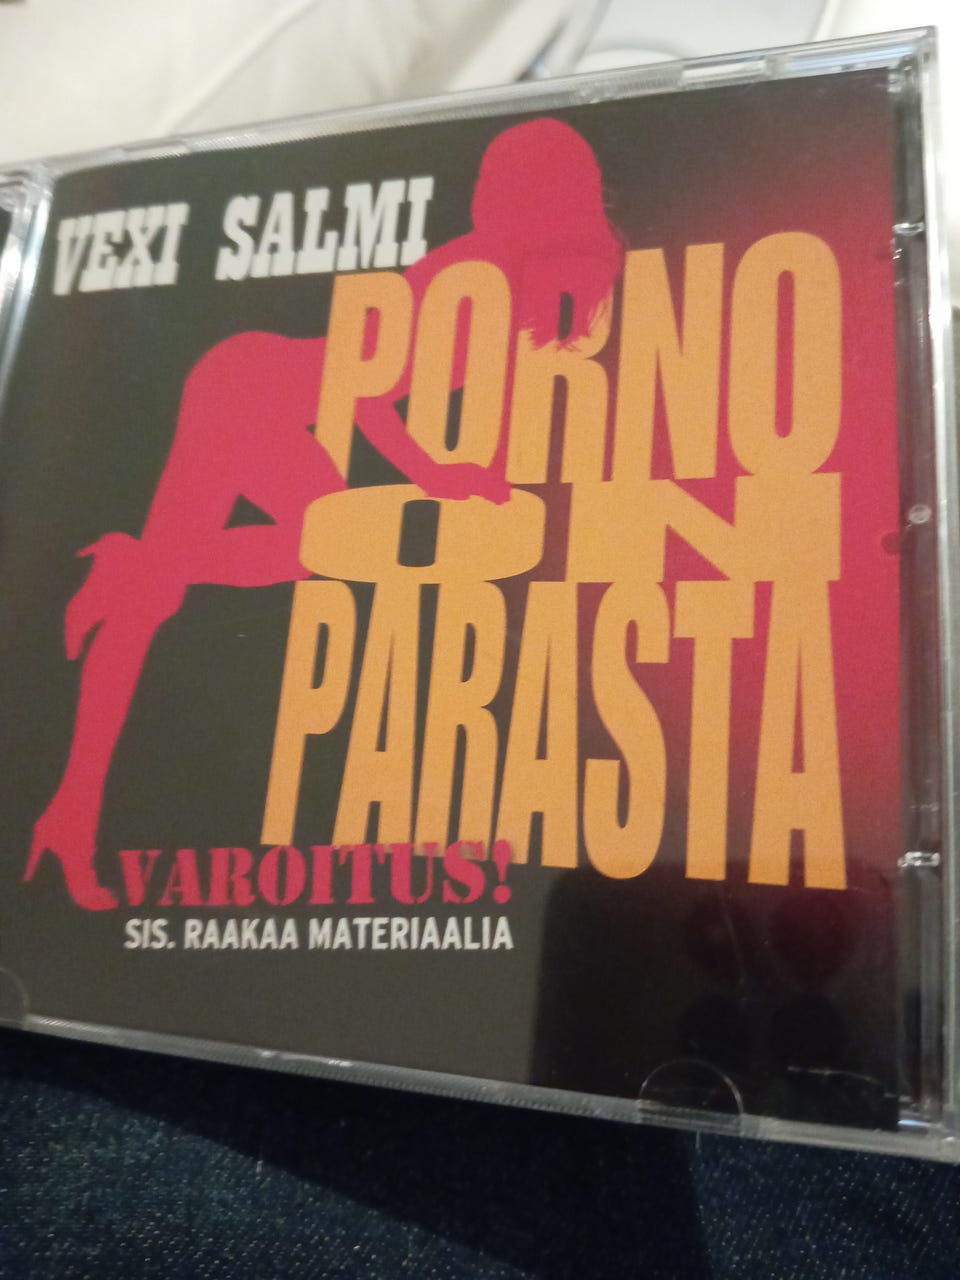 VEXI SALMI
PORNO
ON
PARASTA
VAROITUS!
SIS. RAAKAA MATERIAALIA